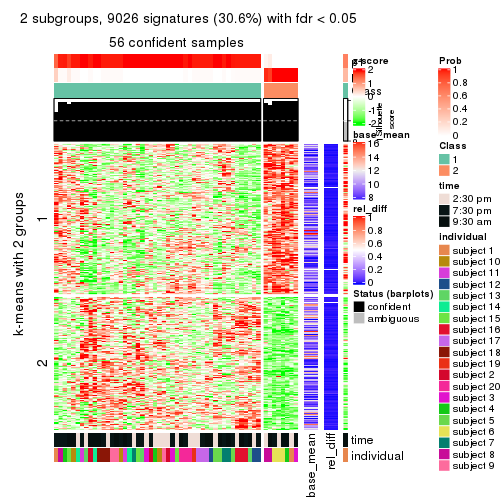 2 subgroups, 9026 signatures (30.6%) with fdr < 0.05
56 confident samples
k-means with 2 groups
1
2
z-score
2
1
0
-1
-2
Silhouette
score
base_mean
16
14
12
10
8
rel_diff
1
0.8
0.6
0.4
0.2
0
Status (barplots)
confident
ambiguous
time
individual
base_mean
rel_diff
Prob
1
0.8
0.6
0.4
0.2
0
Class
1
2
time
2:30 pm
7:30 pm
9:30 am
individual
subject 1
subject 10
subject 11
subject 12
subject 13
subject 14
subject 15
subject 16
subject 17
subject 18
subject 19
subject 2
subject 20
subject 3
subject 4
subject 5
subject 6
subject 7
subject 8
subject 9